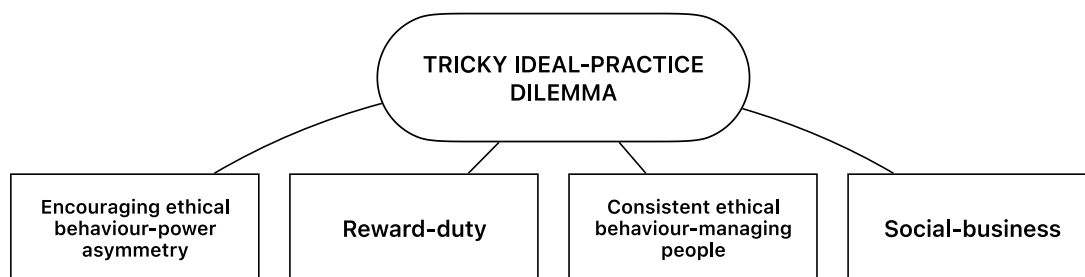 TRICKY IDEAL-PRACTICE
DILEMMA
Encouraging ethical
behaviour-power
asymmetry
Reward-duty
Consistent ethical
behaviour-managing
people
Social-business